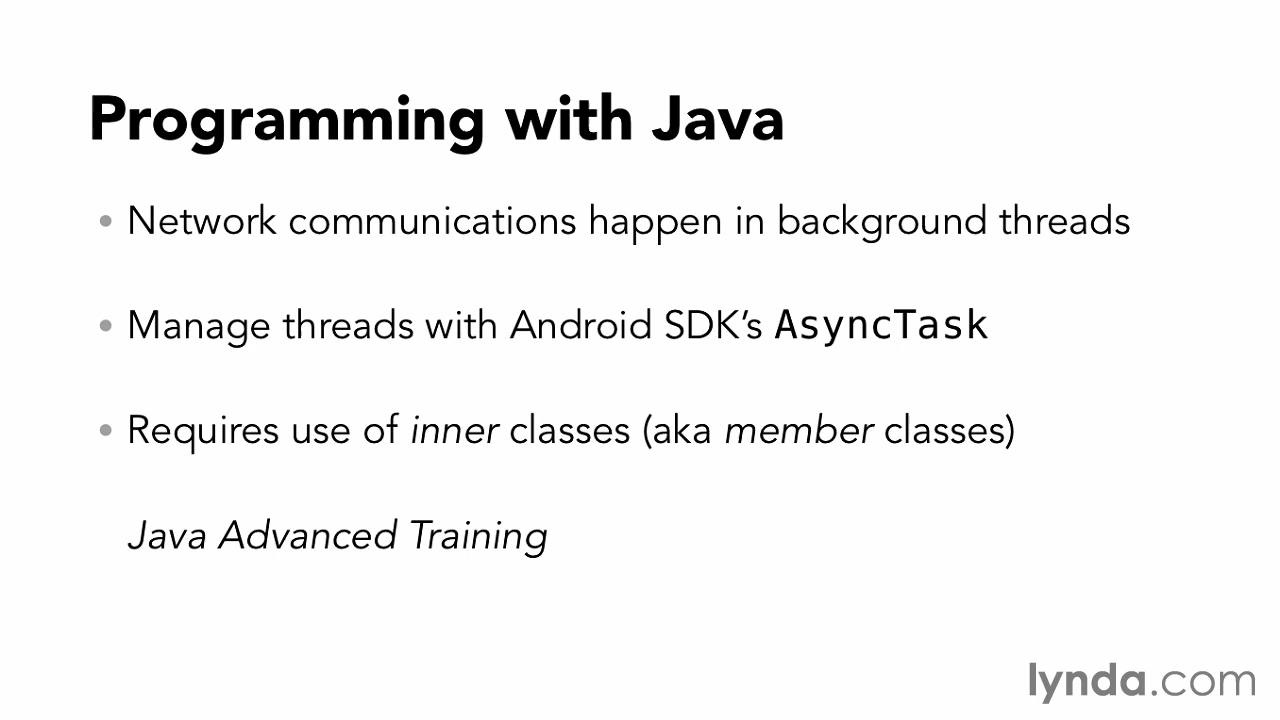 Programming with Java
• Network communications happen in background threads
• Manage threads with Android SDK’s AsyncTask
• Requires use of inner classes (aka member classes)
Java Advanced Training
lynda.com